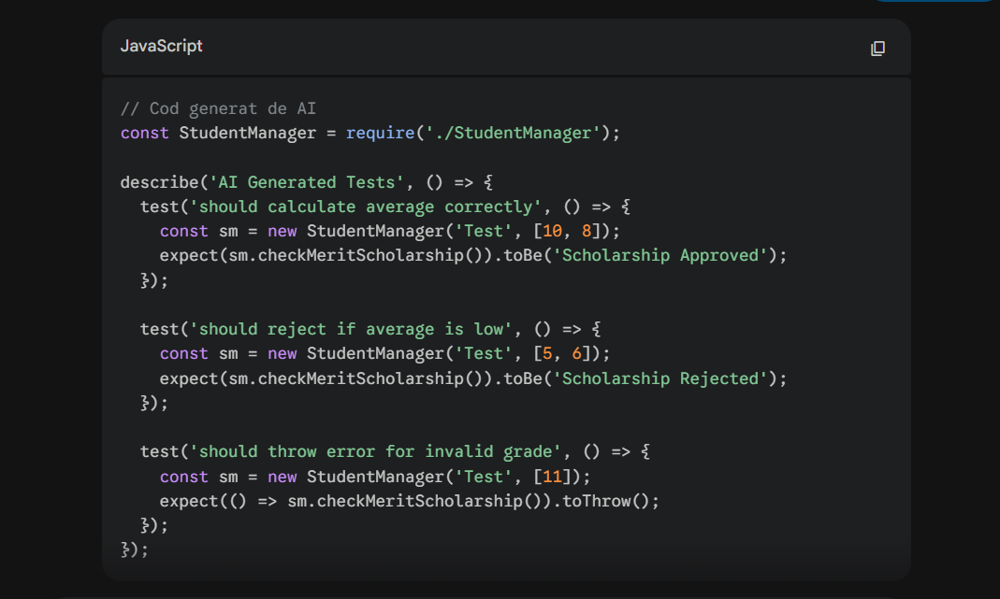 JavaScript
// Cod generat de AI
const StudentManager = require('./StudentManager');
describe('AI Generated Tests', () => {
  test('should calculate average correctly', () => {
    const sm = new StudentManager('Test', [10, 8]);
    expect(sm.checkMeritScholarship()).toBe('Scholarship Approved');
  });
  test('should reject if average is low', () => {
    const sm = new StudentManager('Test', [5, 6]);
    expect(sm.checkMeritScholarship()).toBe('Scholarship Rejected');
  });
  test('should throw error for invalid grade', () => {
    const sm = new StudentManager('Test', [11]);
    expect(() => sm.checkMeritScholarship()).toThrow();
  });
});